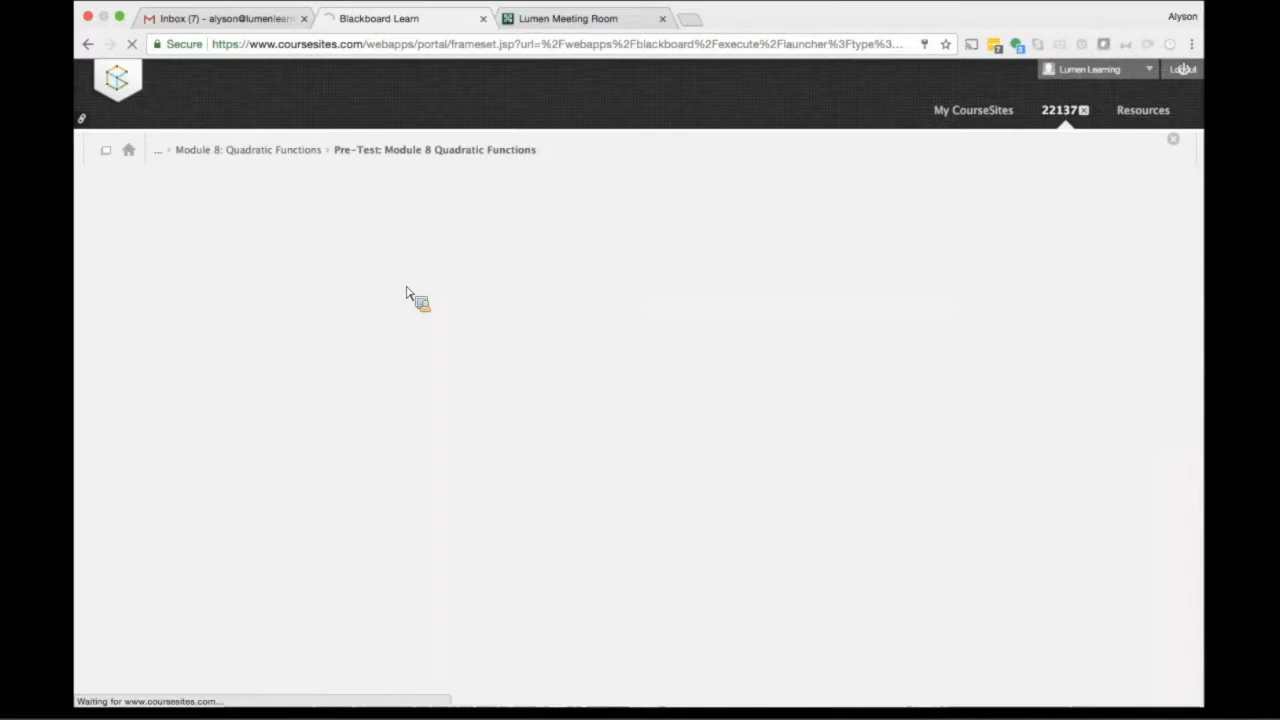 Inbox (7) - alyson@lumenlearn
Blackboard Learn
Lumen Meeting Room
Alyson
Secure
https://www.coursesites.com/webapps/portal/frameset.jsp?url=%2Fwebapps%2Fblackboard%2Fexecute%2Flauncher%3Ftype%3...
Lumen Learning
My CourseSites
22137
Resources
... › Module 8: Quadratic Functions › Pre-Test: Module 8 Quadratic Functions
Waiting for www.coursesites.com...